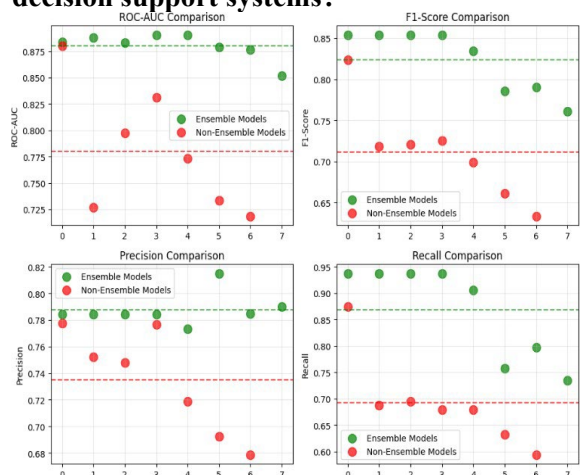 decision support systems?
ROC-AUC Comparison
0.875
0.850
0.825
0.800
0.775
0.750
0.725
ROC-AUC
Ensemble Models
Non-Ensemble Models
0 1 2 3 4 5 6 7
F1-Score Comparison
0.85
0.80
0.75
0.70
0.65
F1-Score
Ensemble Models
Non-Ensemble Models
0 1 2 3 4 5 6 7
Precision Comparison
0.82
0.80
0.78
0.76
0.74
0.72
0.70
0.68
Precision
Ensemble Models
Non-Ensemble Models
0 1 2 3 4 5 6 7
Recall Comparison
0.95
0.90
0.85
0.80
0.75
0.70
0.65
0.60
Recall
Ensemble Models
Non-Ensemble Models
0 1 2 3 4 5 6 7